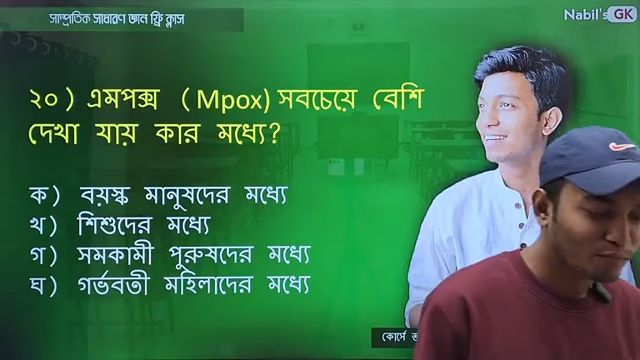 সাম্প্রতিক সাধারণ জ্ঞান ফ্রি ক্লাস
Nabil's GK
২০) এমপক্স (Mpox) সবচেয়ে বেশি
দেখা যায় কার মধ্যে?
ক) বয়স্ক মানুষদের মধ্যে
খ) শিশুদের মধ্যে
গ) সমকামী পুরুষদের মধ্যে
ঘ) গর্ভবতী মহিলাদের মধ্যে
কোর্সে